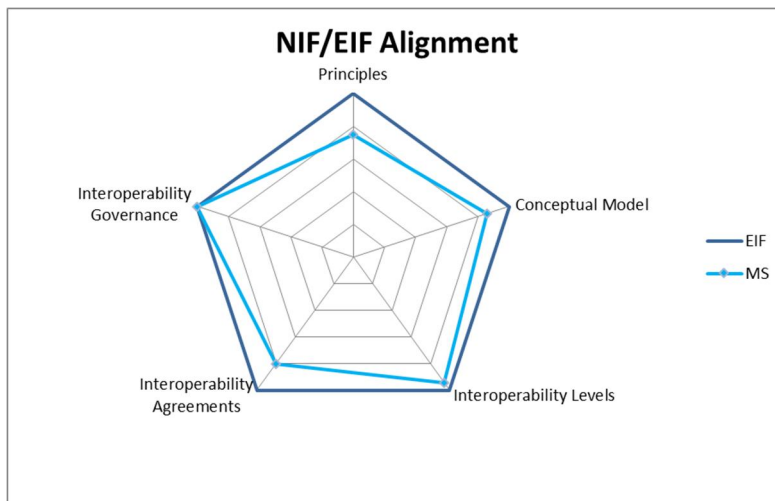 NIF/EIF Alignment
Principles
Interoperability
Governance
Conceptual Model
EIF
MS
Interoperability
Agreements
Interoperability Levels